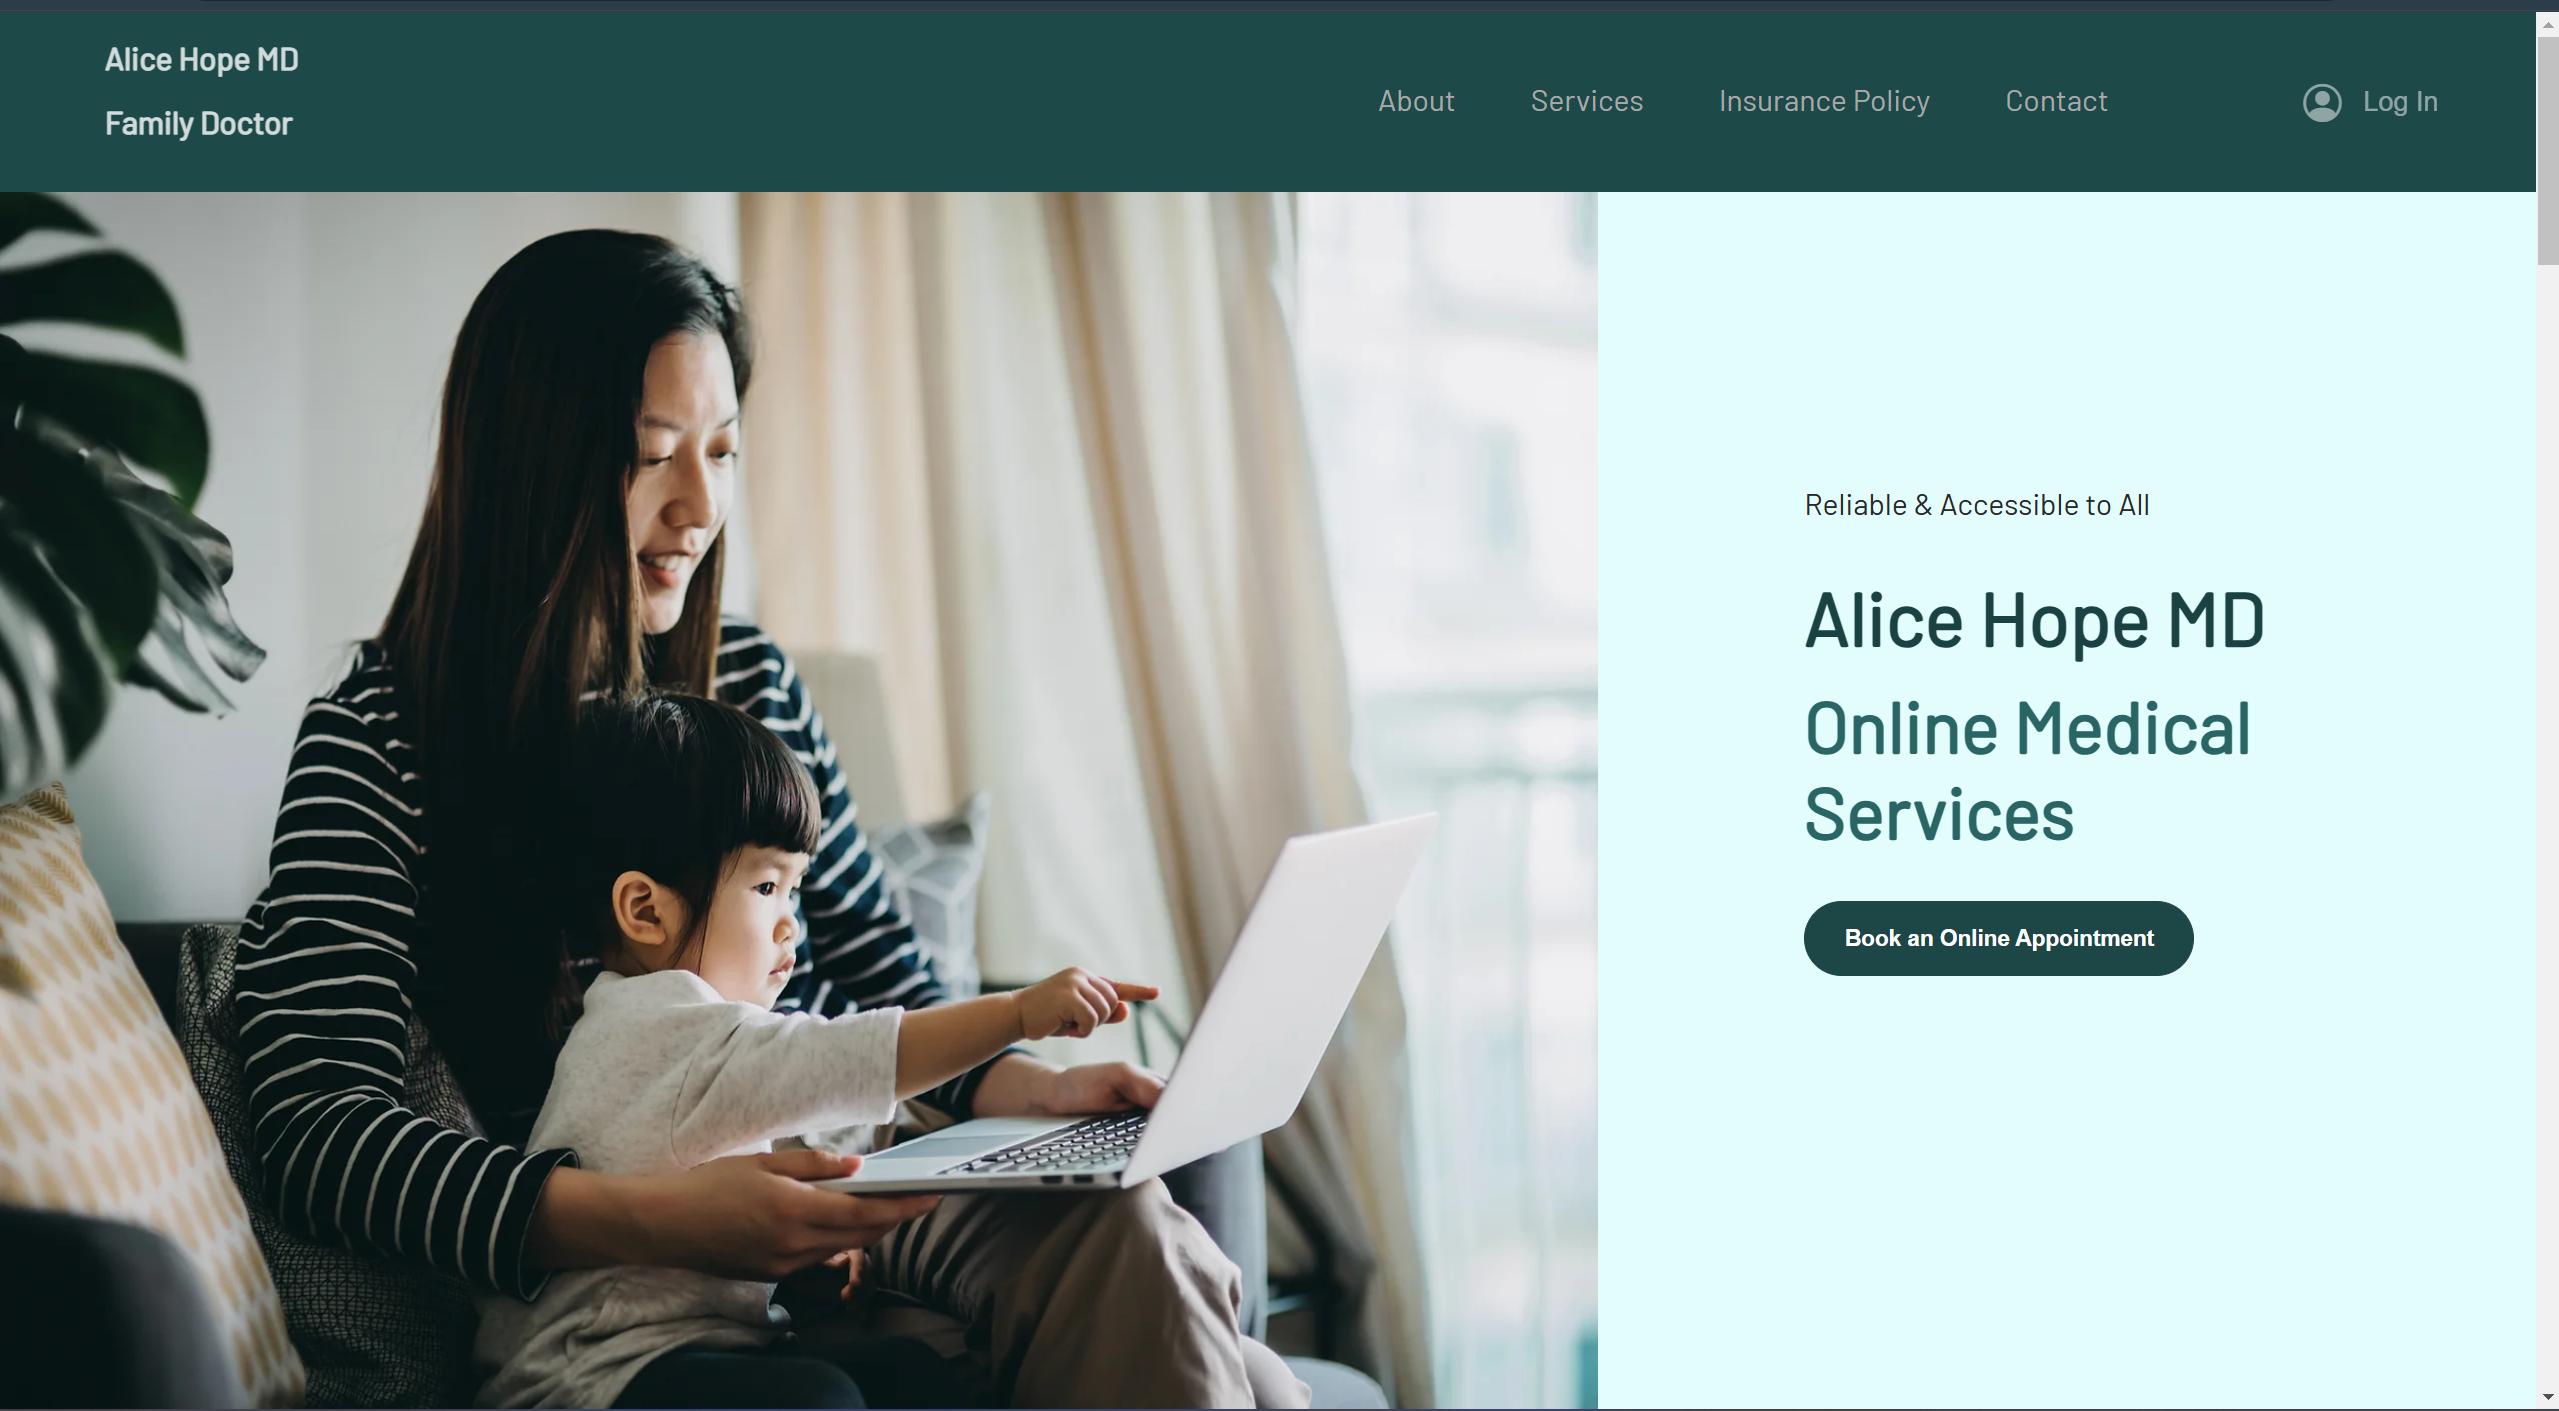 Alice Hope MD
Family Doctor
About
Services
Insurance Policy
Contact
Log In
Reliable & Accessible to All
Alice Hope MD
Online Medical
Services
Book an Online Appointment